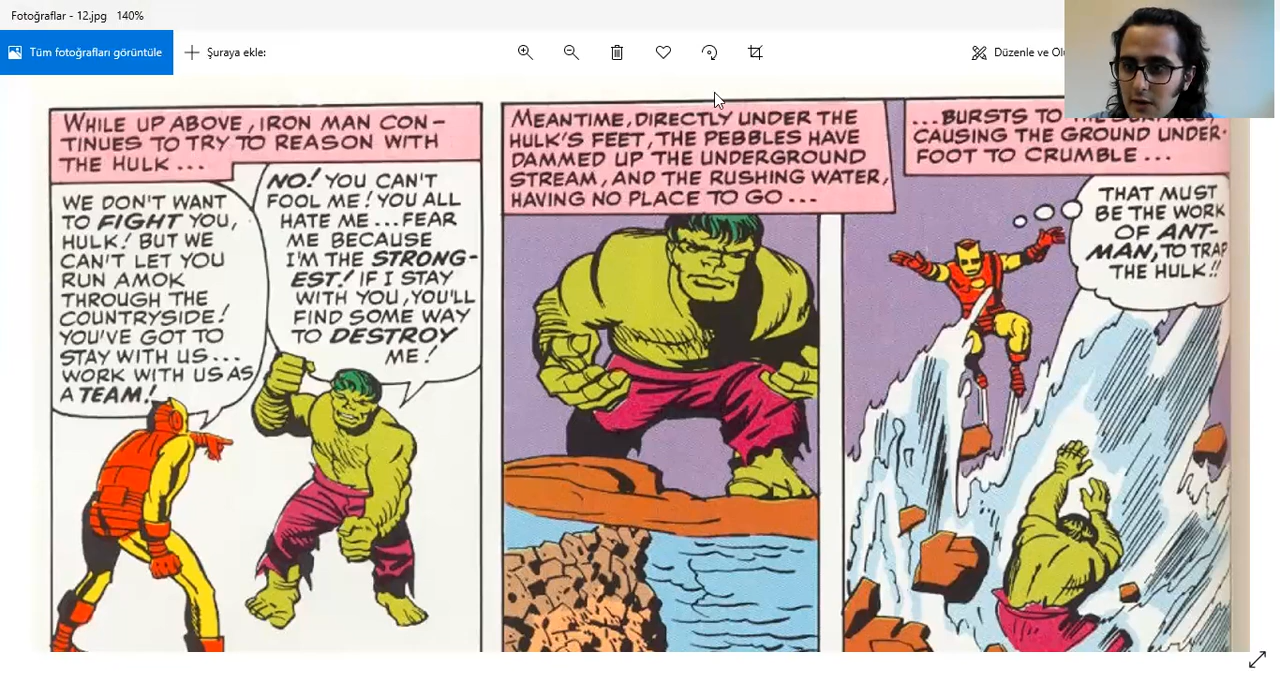 Fotoğraflar - 12.jpg 140%
Tüm fotoğrafları görüntüle
Şuraya ekle:
Düzenle ve
WHILE UP ABOVE, IRON MAN CON-
TINUES TO TRY TO REASON WITH
THE HULK...
WE DON'T WANT
TO FIGHT YOU,
HULK! BUT WE
CAN'T LET YOU
RUN AMOK
THROUGH THE
COUNTRYSIDE!
YOU'VE GOT TO
STAY WITH US...
WORK WITH US AS
A TEAM!
NO! YOU CAN'T
FOOL ME! YOU ALL
HATE ME... FEAR
ME BECAUSE
I'M THE STRONG-
EST! IF I STAY
WITH YOU, YOU'LL
FIND SOME WAY
TO DESTROY
ME!
MEANTIME, DIRECTLY UNDER THE
HULK'S FEET, THE PEBBLES HAVE
DAMMED UP THE UNDERGROUND
STREAM, AND THE RUSHING WATER,
HAVING NO PLACE TO GO...
...BURSTS TO
CAUSING THE GROUND UNDER-
FOOT TO CRUMBLE...
THAT MUST
BE THE WORK
OF ANT-
MAN, TO TRAP
THE HULK!!